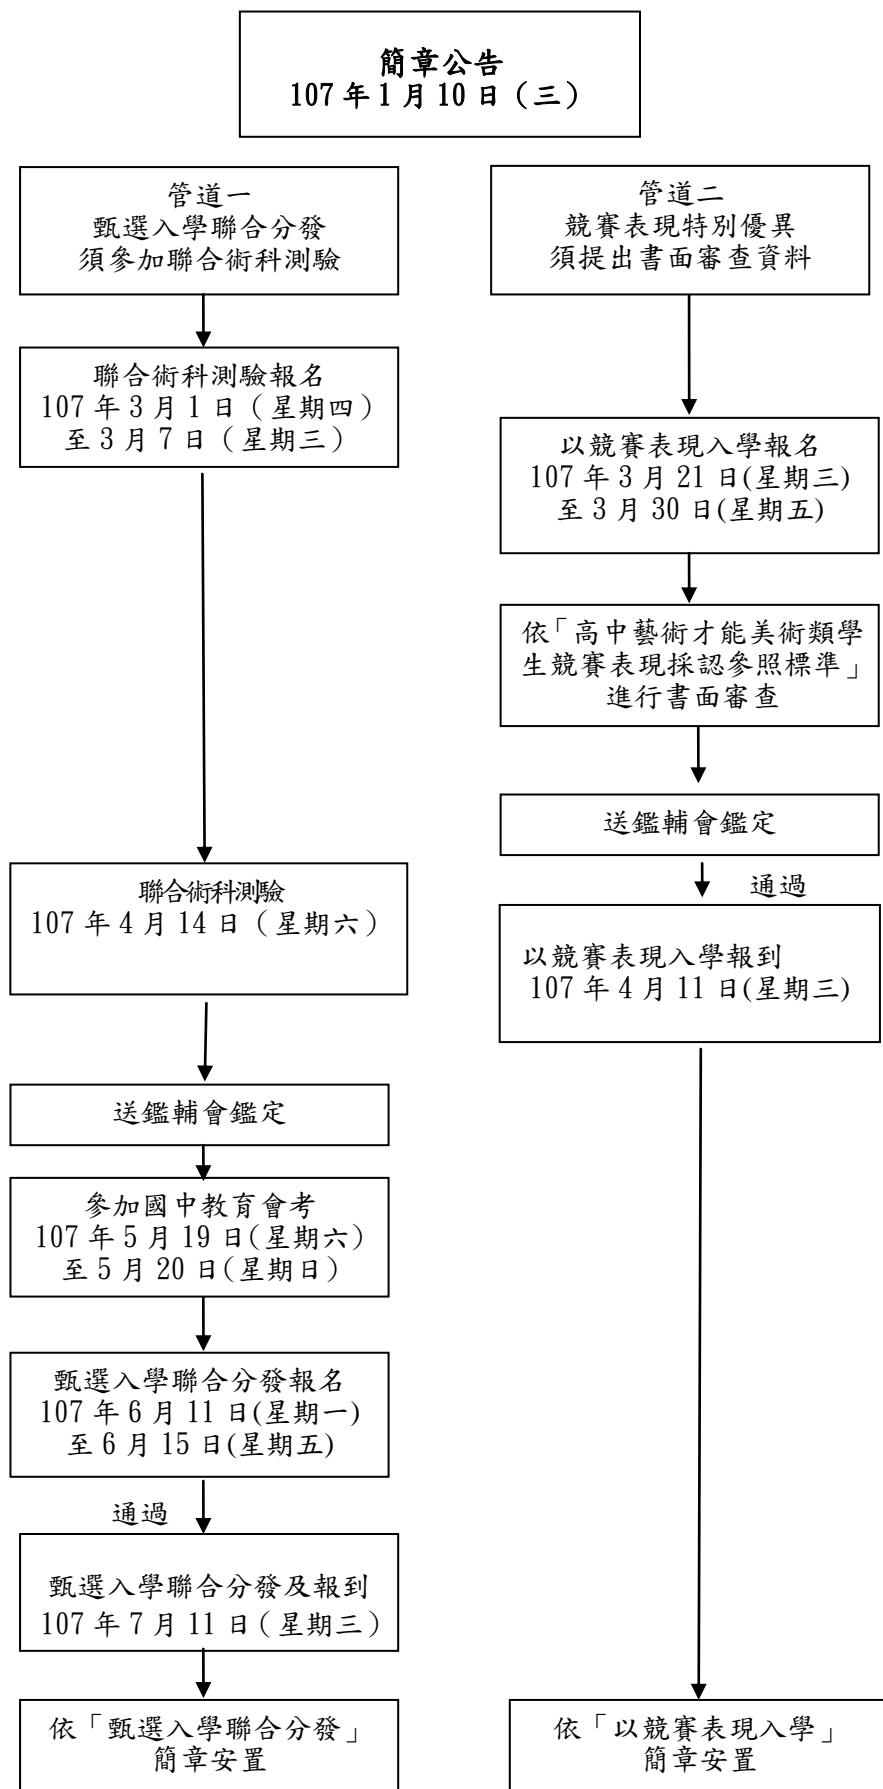 簡章公告
107 年 1 月 10 日（三）
管道一
甄選入學聯合分發
須參加聯合術科測驗
聯合術科測驗報名
107 年 3 月 1 日（星期四）
至 3 月 7 日（星期三）
聯合術科測驗
107 年 4 月 14 日（星期六）
送鑑輔會鑑定
參加國中教育會考
107 年 5 月 19 日(星期六)
至 5 月 20 日(星期日)
甄選入學聯合分發報名
107 年 6 月 11 日(星期一)
至 6 月 15 日(星期五)
通過
甄選入學聯合分發及報到
107 年 7 月 11 日（星期三）
依「甄選入學聯合分發」
簡章安置
管道二
競賽表現特別優異
須提出書面審查資料
以競賽表現入學報名
107 年 3 月 21 日(星期三)
至 3 月 30 日(星期五)
依「高中藝術才能美術類學
生競賽表現採認參照標準」
進行書面審查
送鑑輔會鑑定
通過
以競賽表現入學報到
107 年 4 月 11 日(星期三)
依「以競賽表現入學」
簡章安置